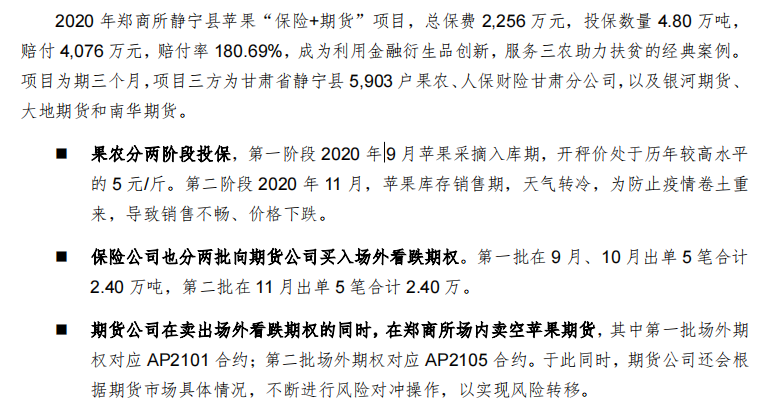 2020 年郑商所静宁县苹果“保险+期货”项目，总保费 2,256 万元，投保数量 4.80 万吨，
赔付 4,076 万元，赔付率 180.69%，成为利用金融衍生品创新，服务三农助力扶贫的经典案例。
项目为期三个月，项目三方为甘肃省静宁县 5,903 户果农、人保财险甘肃分公司，以及银河期货、
大地期货和南华期货。
■ 果农分两阶段投保，第一阶段 2020 年9 月苹果采摘入库期，开秤价处于历年较高水平
的 5 元/斤。第二阶段 2020 年 11 月，苹果库存销售期，天气转冷，为防止疫情卷土重
来，导致销售不畅、价格下跌。
■ 保险公司也分两批向期货公司买入场外看跌期权。第一批在 9 月、10 月出单 5 笔合计
2.40 万吨，第二批在 11 月出单 5 笔合计 2.40 万。
■ 期货公司在卖出场外看跌期权的同时，在郑商所场内卖空苹果期货，其中第一批场外期
权对应 AP2101 合约；第二批场外期权对应 AP2105 合约。于此同时，期货公司还会根
据期货市场具体情况，不断进行风险对冲操作，以实现风险转移。